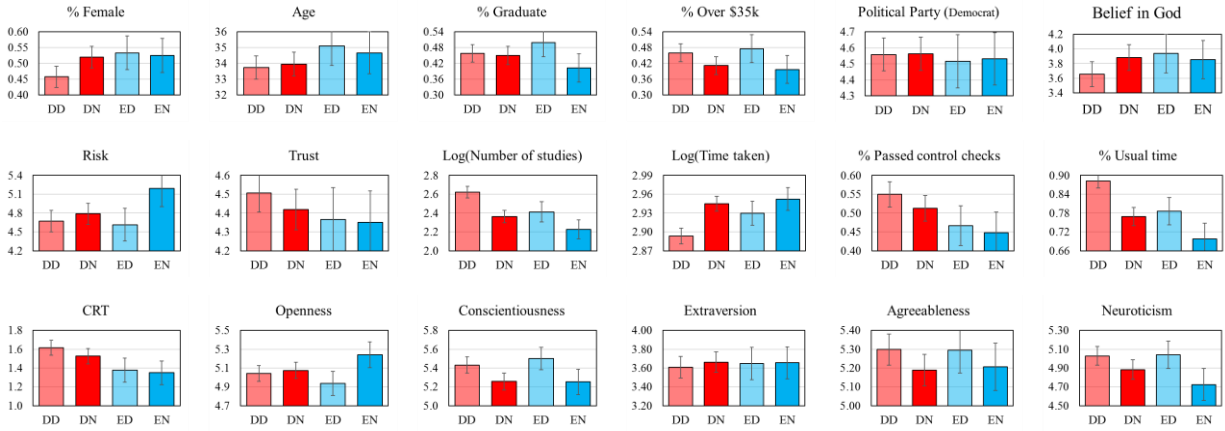 % Female
0.60
0.55
0.50
0.45
0.40
DD DN ED EN
Age
36
35
34
33
32
DD DN ED EN
% Graduate
0.54
0.48
0.42
0.36
0.30
DD DN ED EN
% Over $35k
0.54
0.48
0.42
0.36
0.30
DD DN ED EN
Political Party (Democrat)
4.7
4.6
4.5
4.4
4.3
DD DN ED EN
Belief in God
4.2
4.0
3.8
3.6
3.4
DD DN ED EN
Risk
5.4
5.1
4.8
4.5
4.2
DD DN ED EN
Trust
4.6
4.5
4.4
4.3
4.2
DD DN ED EN
Log(Number of studies)
2.8
2.6
2.4
2.2
2.0
DD DN ED EN
Log(Time taken)
2.99
2.96
2.93
2.90
2.87
DD DN ED EN
% Passed control checks
0.60
0.55
0.50
0.45
0.40
DD DN ED EN
% Usual time
0.90
0.84
0.78
0.72
0.66
DD DN ED EN
CRT
1.8
1.6
1.4
1.2
1.0
DD DN ED EN
Openness
5.5
5.3
5.1
4.9
4.7
DD DN ED EN
Conscientiousness
5.8
5.6
5.4
5.2
5.0
DD DN ED EN
Extraversion
4.00
3.80
3.60
3.40
3.20
DD DN ED EN
Agreeableness
5.40
5.30
5.20
5.10
5.00
DD DN ED EN
Neuroticism
5.30
5.10
4.90
4.70
4.50
DD DN ED EN